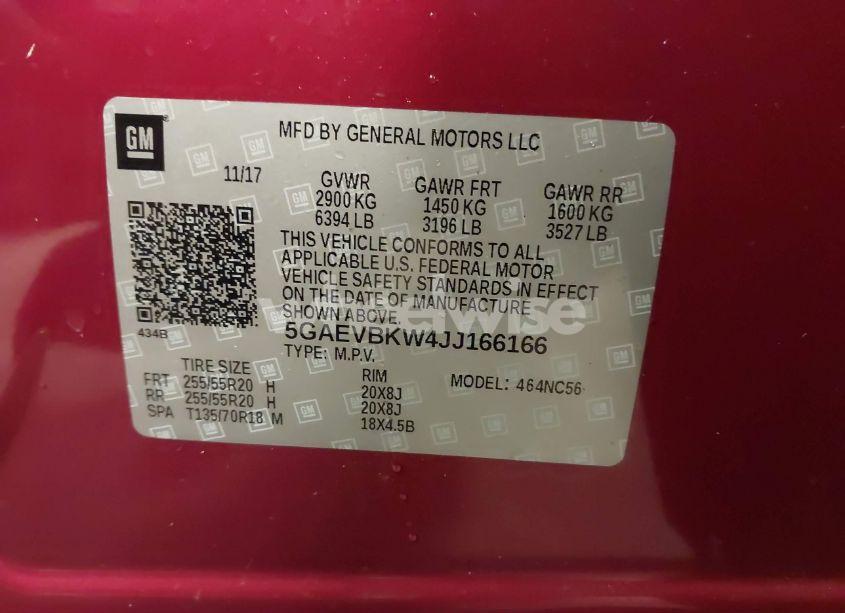 GM
MFD BY GENERAL MOTORS LLC
11/17
GVWR GAWR FRT GAWR RR
2900 KG 1450 KG 1600 KG
6394 LB 3196 LB 3527 LB
THIS VEHICLE CONFORMS TO ALL
APPLICABLE U.S. FEDERAL MOTOR
VEHICLE SAFETY STANDARDS IN EFFECT
ON THE DATE OF MANUFACTURE
SHOWN ABOVE.
434B
5GAEVBKW4JJ166166
TYPE: M.P.V.
TIRE SIZE RIM MODEL: 464NC56
FRT 255/55R20 H 20X8J
RR 255/55R20 H 20X8J
SPA T135/70R18 M 18X4.5B